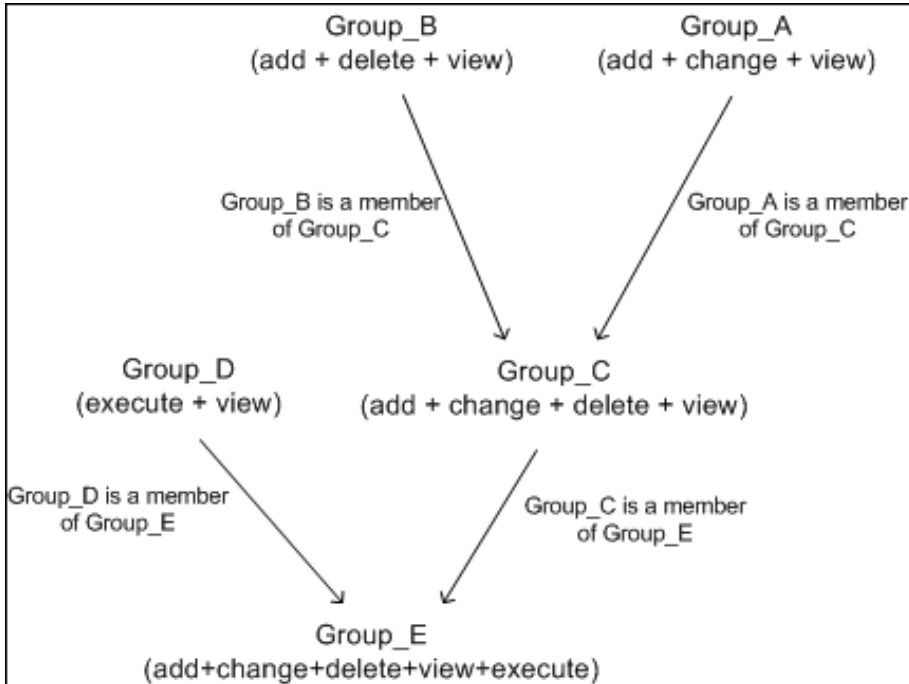 Group_B
(add + delete + view)
Group_A
(add + change + view)
Group_B is a member
of Group_C
Group_A is a member
of Group_C
Group_D
(execute + view)
Group_C
(add + change + delete + view)
Group_D is a member
of Group_E
Group_C is a member
of Group_E
Group_E
(add+change+delete+view+execute)